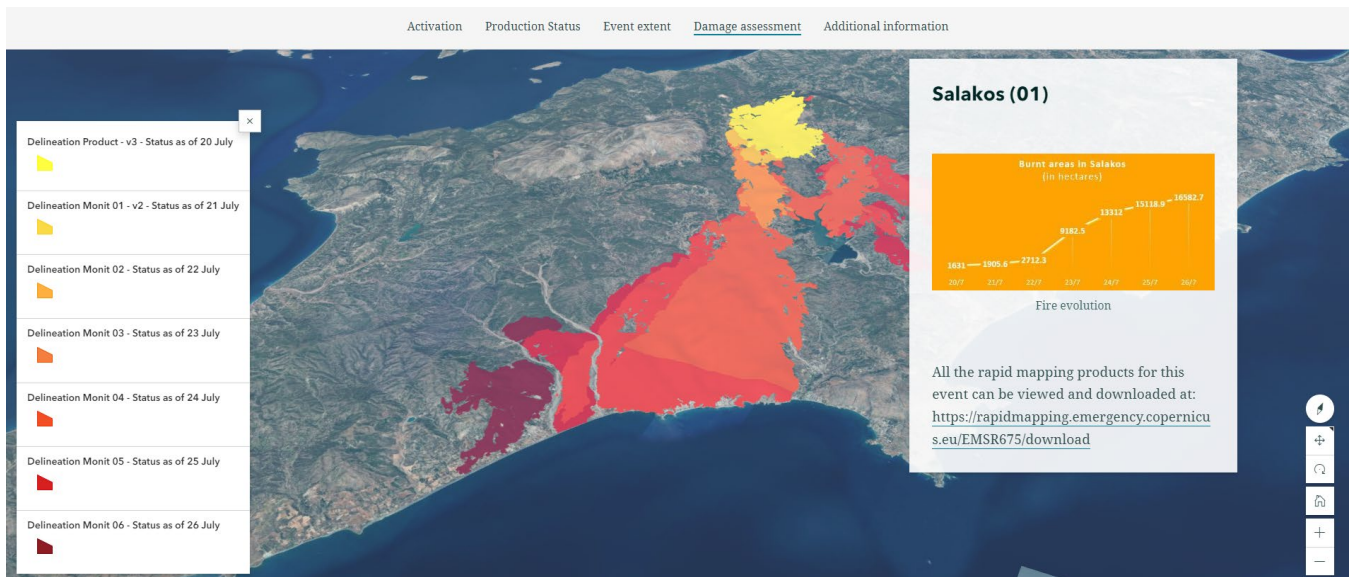 Activation Production Status Event extent Damage assessment Additional information
×
Delineation Product - v3 - Status as of 20 July
Delineation Monit 01 - v2 - Status as of 21 July
Delineation Monit 02 - Status as of 22 July
Delineation Monit 03 - Status as of 23 July
Delineation Monit 04 - Status as of 24 July
Delineation Monit 05 - Status as of 25 July
Delineation Monit 06 - Status as of 26 July
Salakos (01)
Burnt areas in Salakos
(in hectares)
1631 1905.6 2712.3 9182.5 13312 15118.9 16582.7
20/7 21/7 22/7 23/7 24/7 25/7 26/7
Fire evolution
All the rapid mapping products for this
event can be viewed and downloaded at:
https://rapidmapping.emergency.copernicu
s.eu/EMSR675/download